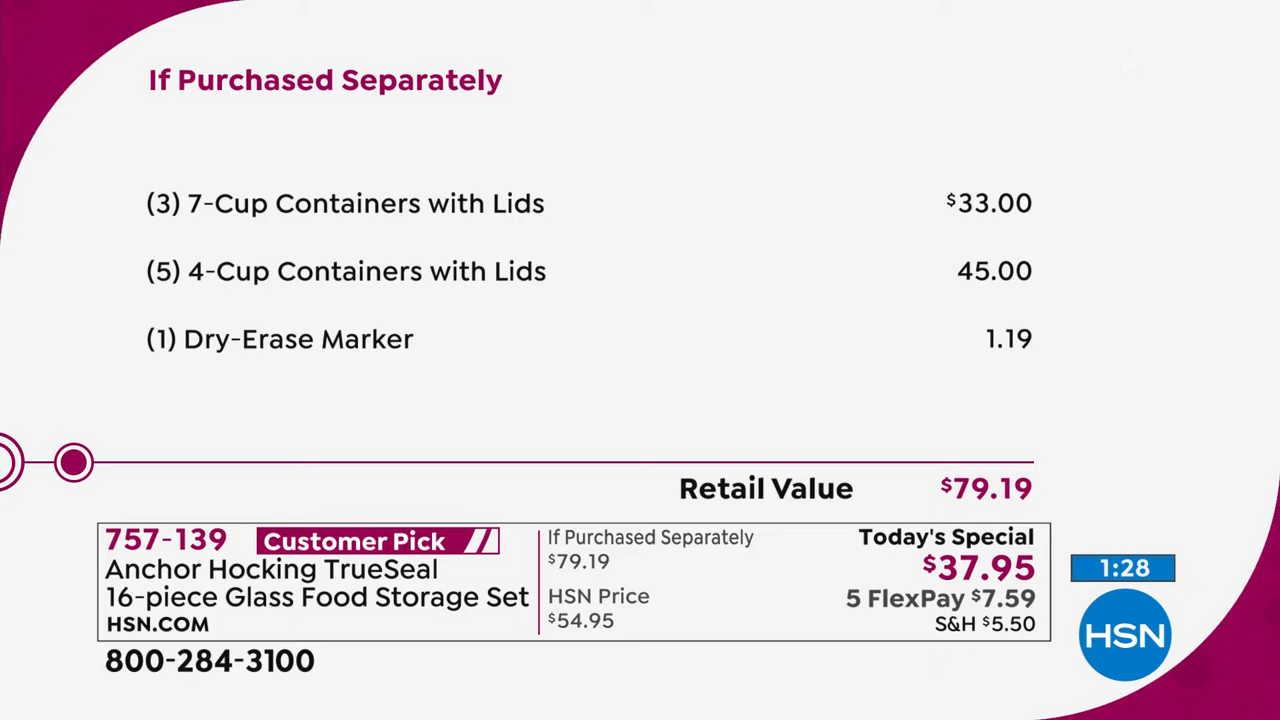 If Purchased Separately
(3) 7-Cup Containers with Lids $33.00
(5) 4-Cup Containers with Lids 45.00
(1) Dry-Erase Marker 1.19
Retail Value $79.19
757-139 Customer Pick
Anchor Hocking TrueSeal
16-piece Glass Food Storage Set
HSN.COM
If Purchased Separately
$79.19
HSN Price
$54.95
Today's Special
$37.95
5 FlexPay $7.59
S&H $5.50
1:28
HSN
800-284-3100